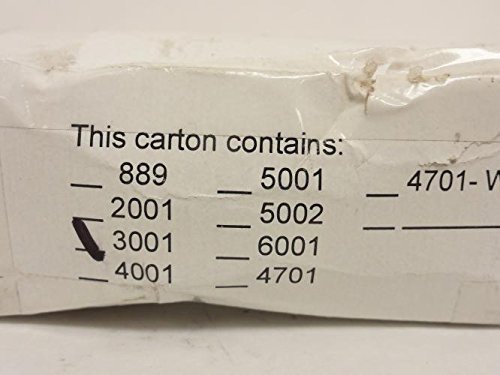 This carton contains:
__ 889 __ 5001 __ 4701- W
__ 2001 __ 5002 __ ________
__ 3001 __ 6001
__ 4001 __ 4701